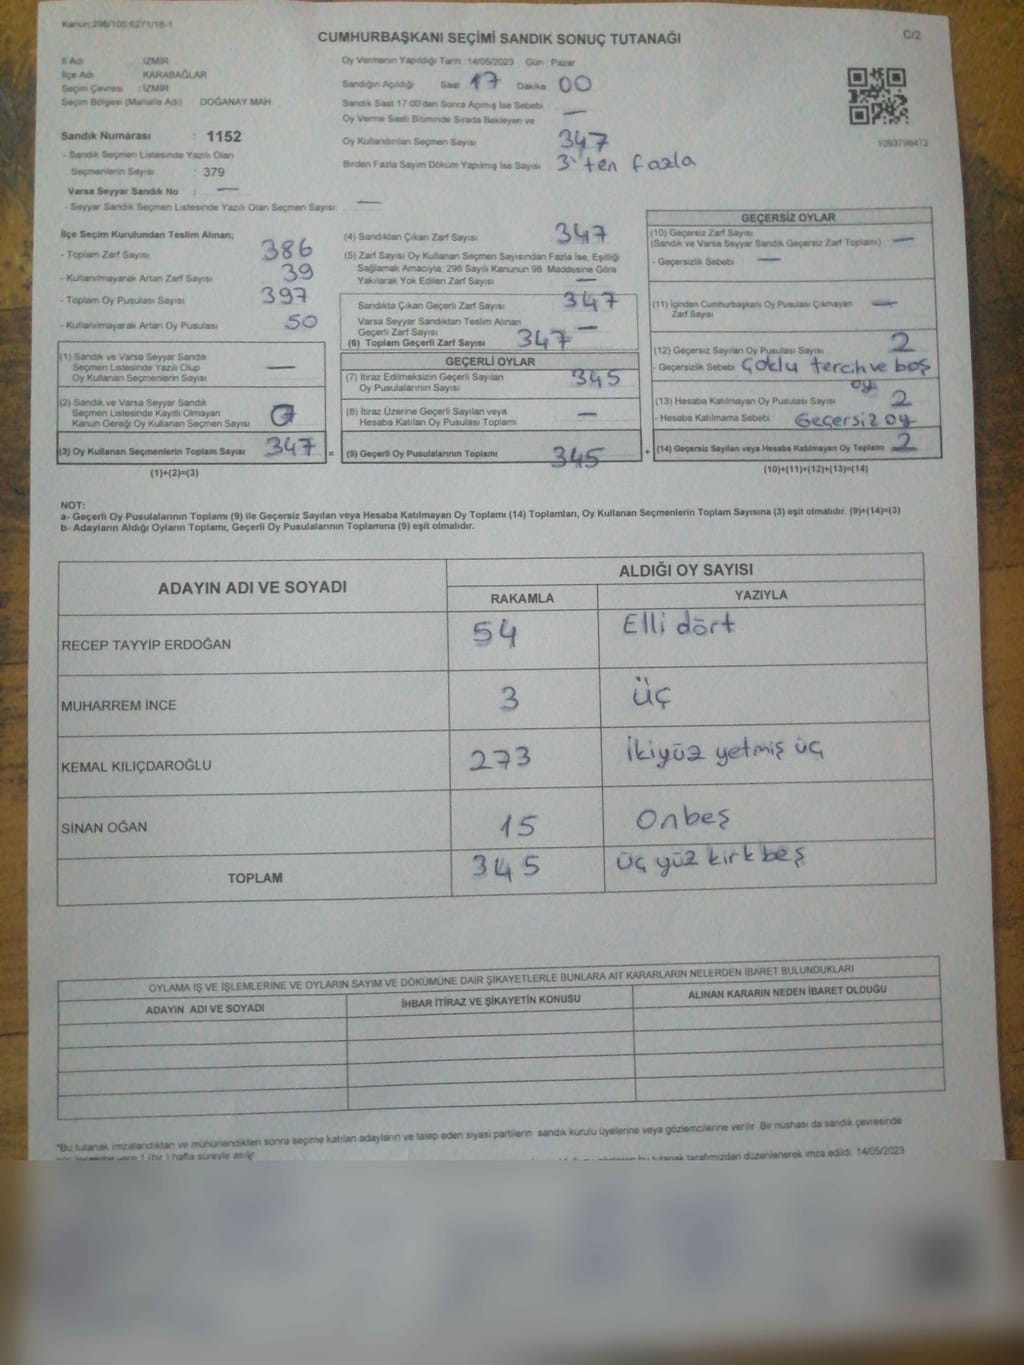 Kanun: 298/105,6271/18-1
C/2
CUMHURBAŞKANI SEÇİMİ SANDIK SONUÇ TUTANAĞI
İl Adı : İZMİR
İlçe Adı : KARABAĞLAR
Seçim Çevresi : İZMİR
Seçim Bölgesi (Mahalle Adı) DOĞANAY MAH.
Sandık Numarası : 1152
- Sandık Seçmen Listesinde Yazılı Olan
Seçmenlerin Sayısı : 379
Varsa Seyyar Sandık No : —
- Seyyar Sandık Seçmen Listesinde Yazılı Olan Seçmen Sayısı: —
Oy Vermenin Yapıldığı Tarih: 14/05/2023 Gün: Pazar
Sandığın Açıldığı Saat 17 Dakika 00
Sandık Saat 17:00'den Sonra Açılmış İse Sebebi
Oy Verme Saati Bitiminde Sırada Bekleyen ve —
Oy Kullandırılan Seçmen Sayısı 347
Birden Fazla Sayım Döküm Yapılmış İse Sayısı 3'ten fazla
1093798473
İlçe Seçim Kurulundan Teslim Alınan;
- Toplam Zarf Sayısı 386
- Kullanılmayarak Artan Zarf Sayısı 39
- Toplam Oy Pusulası Sayısı 397
- Kullanılmayarak Artan Oy Pusulası 50
(1) Sandık ve Varsa Seyyar Sandık
Seçmen Listesinde Yazılı Olup
Oy Kullanan Seçmenlerin Sayısı —
(2) Sandık ve Varsa Seyyar Sandık
Seçmen Listesinde Kayıtlı Olmayan
Kanun Gereği Oy Kullanan Seçmen Sayısı
(3) Oy Kullanan Seçmenlerin Toplam Sayısı 347 =
(1)+(2)=(3)
(4) Sandıktan Çıkan Zarf Sayısı 347
(5) Zarf Sayısı Oy Kullanan Seçmen Sayısından Fazla İse, Eşitliği
Sağlamak Amacıyla; 298 Sayılı Kanunun 98. Maddesine Göre
Yakılarak Yok Edilen Zarf Sayısı —
Sandıkta Çıkan Geçerli Zarf Sayısı 347
Varsa Seyyar Sandıktan Teslim Alınan
Geçerli Zarf Sayısı —
(6) Toplam Geçerli Zarf Sayısı 347
GEÇERLİ OYLAR
(7) İtiraz Edilmeksizin Geçerli Sayılan
Oy Pusulalarının Sayısı 345
(8) İtiraz Üzerine Geçerli Sayılan veya
Hesaba Katılan Oy Pusulası Toplamı —
(9) Geçerli Oy Pusulalarının Toplamı 345 +
GEÇERSİZ OYLAR
(10) Geçersiz Zarf Sayısı
(Sandık ve Varsa Seyyar Sandık Geçersiz Zarf Toplamı) —
- Geçersizlik Sebebi —
(11) İçinden Cumhurbaşkanı Oy Pusulası Çıkmayan
Zarf Sayısı —
(12) Geçersiz Sayılan Oy Pusulası Sayısı 2
- Geçersizlik Sebebi Çoklu tercih ve boş
oy
(13) Hesaba Katılmayan Oy Pusulası Sayısı 2
- Hesaba Katılmama Sebebi Geçersiz oy
(14) Geçersiz Sayılan veya Hesaba Katılmayan Oy Toplamı 2
(10)+(11)+(12)+(13)=(14)
NOT:
a- Geçerli Oy Pusulalarının Toplamı (9) ile Geçersiz Sayılan veya Hesaba Katılmayan Oy Toplamı (14) Toplamları, Oy Kullanan Seçmenlerin Toplam Sayısına (3) eşit olmalıdır. (9)+(14)=(3)
b- Adayların Aldığı Oyların Toplamı, Geçerli Oy Pusulalarının Toplamına (9) eşit olmalıdır.
ADAYIN ADI VE SOYADI
ALDIĞI OY SAYISI
RAKAMLA YAZIYLA
RECEP TAYYİP ERDOĞAN 54 Elli dört
MUHARREM İNCE 3 üç
KEMAL KILIÇDAROĞLU 273 ikiyüz yetmiş üç
SİNAN OĞAN 15 Onbeş
TOPLAM 345 üç yüz kırk beş
OYLAMA İŞ VE İŞLEMLERİNE VE OYLARIN SAYIM VE DÖKÜMÜNE DAİR ŞİKAYETLERLE BUNLARA AİT KARARLARIN NELERDEN İBARET BULUNDUKLARI
ADAYIN ADI VE SOYADI İHBAR İTİRAZ VE ŞİKAYETİN KONUSU ALINAN KARARIN NEDEN İBARET OLDUĞU
*Bu tutanak imzalandıktan ve mühürlendikten sonra seçime katılan adayların ve talep eden siyasi partilerin sandık kurulu üyelerine veya gözlemcilerine verilir. Bir nüshası da sandık çevresinde
1 (bir) hafta süreyle asılır. bu tutanak tarafımızdan düzenlenerek imza edildi. 14/05/2023